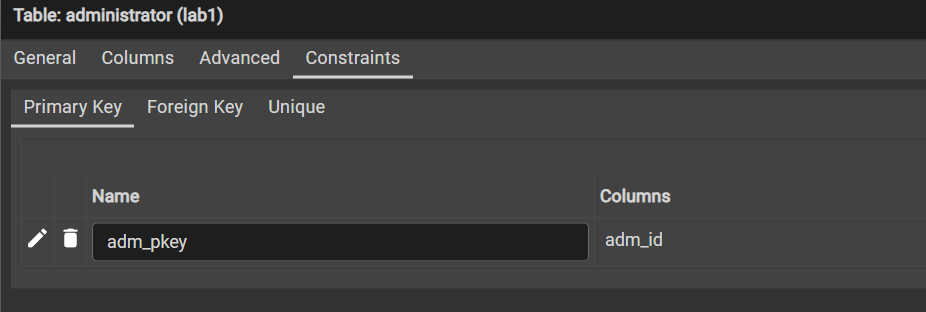 Table: administrator (lab1)
General Columns Advanced Constraints
Primary Key Foreign Key Unique
Name Columns
adm_pkey adm_id